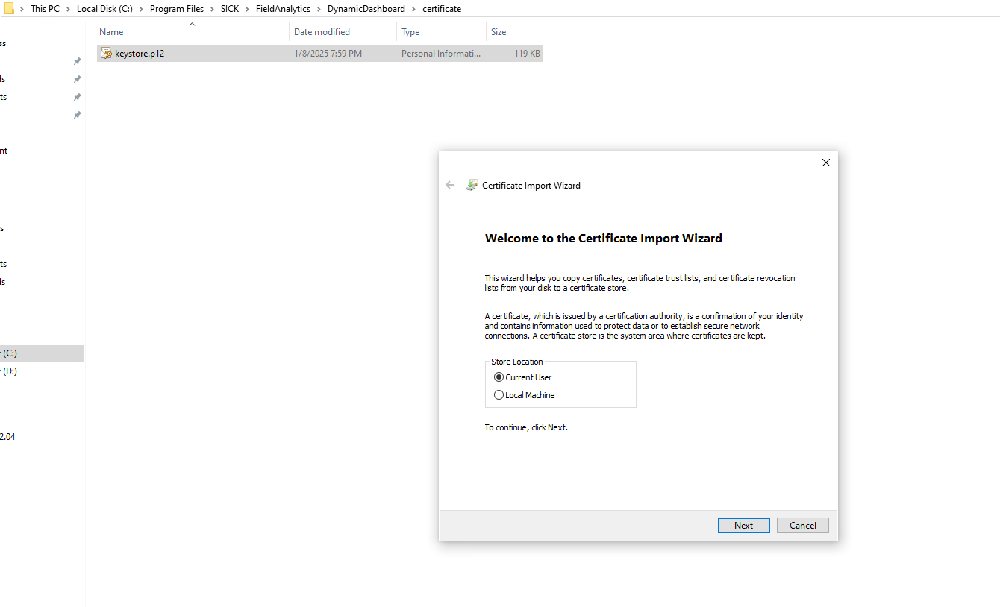 This PC > Local Disk (C:) > Program Files > SICK > FieldAnalytics > DynamicDashboard > certificate
Name Date modified Type Size
keystore.p12 1/8/2025 7:59 PM Personal Informati... 119 KB
ss
ls
ts
nt
s
ts
ls
(C:)
(D:)
2.04
Certificate Import Wizard
Welcome to the Certificate Import Wizard
This wizard helps you copy certificates, certificate trust lists, and certificate revocation
lists from your disk to a certificate store.
A certificate, which is issued by a certification authority, is a confirmation of your identity
and contains information used to protect data or to establish secure network
connections. A certificate store is the system area where certificates are kept.
Store Location
Current User
Local Machine
To continue, click Next.
Next Cancel